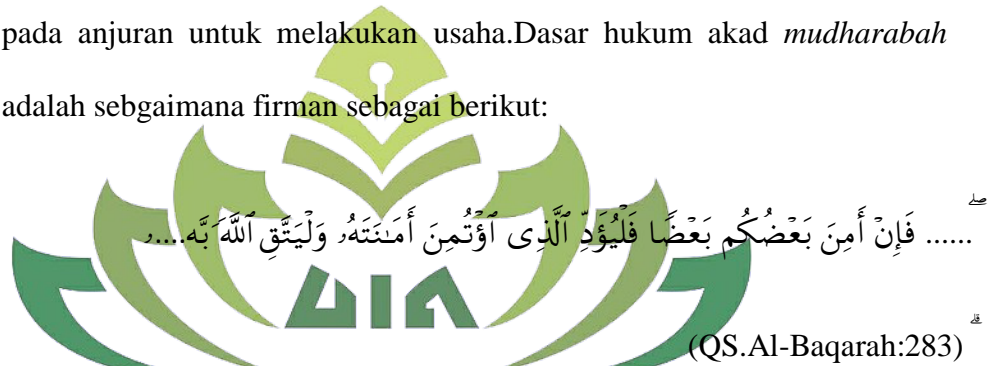 pada anjuran untuk melakukan usaha.Dasar hukum akad mudharabah
adalah sebgaimana firman sebagai berikut:
...... فَإِنْ أَمِنَ بَعْضُكُم بَعْضًا فَلْيُؤَدِّ ٱلَّذِى ٱؤْتُمِنَ أَمَـٰنَتَهُۥ وَلْيَتَّقِ ٱللَّهَ بَّه....ۥ ۖ
(QS.Al-Baqarah:283) ۗ